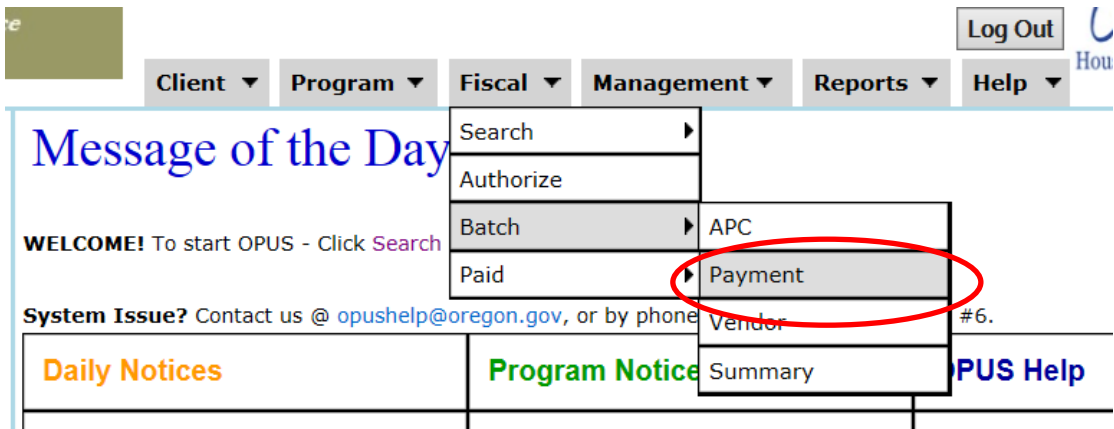 Log Out
Client Program Fiscal Management Reports Help
Message of the Day
Search
Authorize
Batch
Paid
APC
Payment
Vendor
Summary
WELCOME! To start OPUS - Click Search
System Issue? Contact us @ opushelp@oregon.gov, or by phone #6.
Daily Notices Program Notice OPUS Help